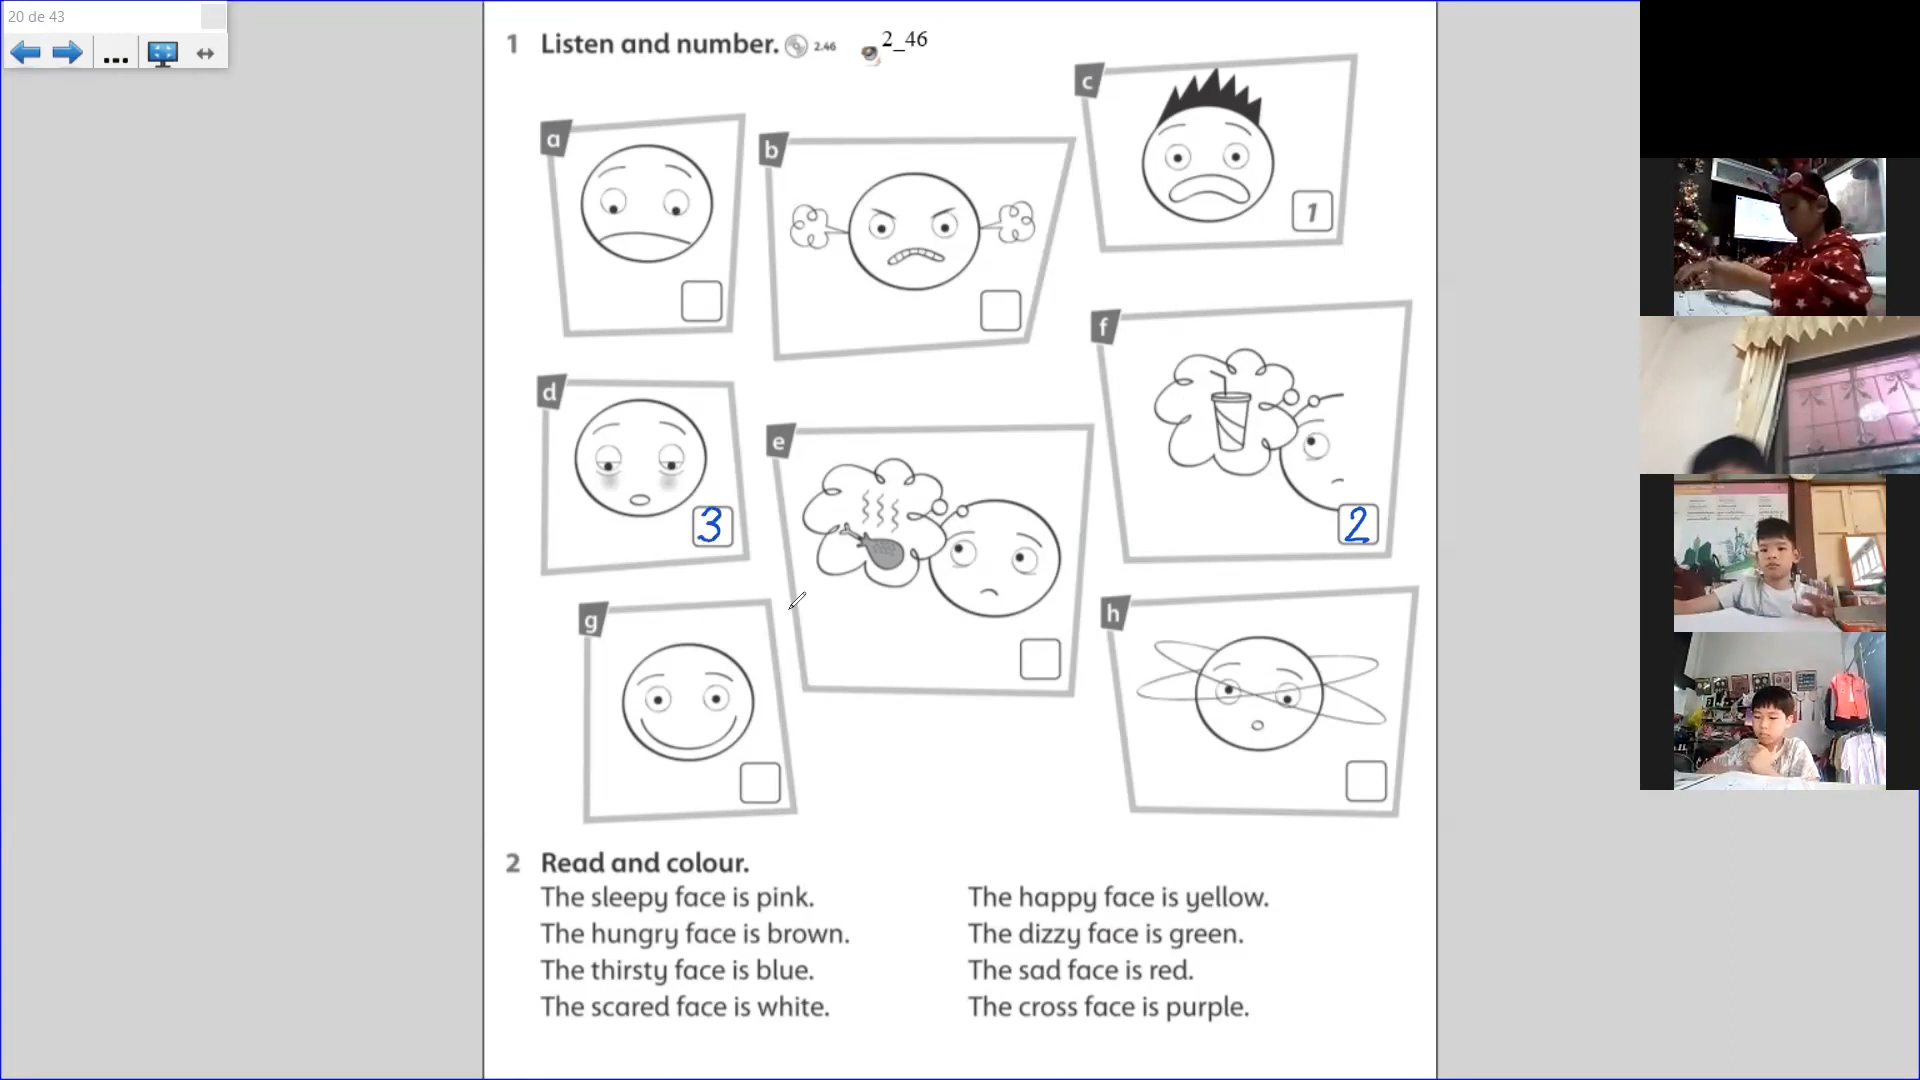 20 de 43
...
1 Listen and number. 2.46 2_46
a
b
c
1
d
3
e
f
2
g
h
2 Read and colour.
The sleepy face is pink.
The hungry face is brown.
The thirsty face is blue.
The scared face is white.
The happy face is yellow.
The dizzy face is green.
The sad face is red.
The cross face is purple.